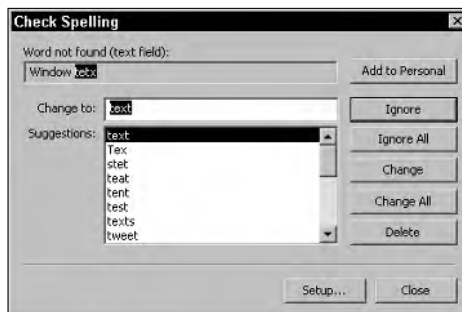 Check Spelling
Word not found (text field):
Window tetx
Add to Personal
Change to: text
Ignore
Suggestions: text
Ignore All
Tex
stet
Change
teat
tent
Change All
test
texts
Delete
tweet
Setup... Close